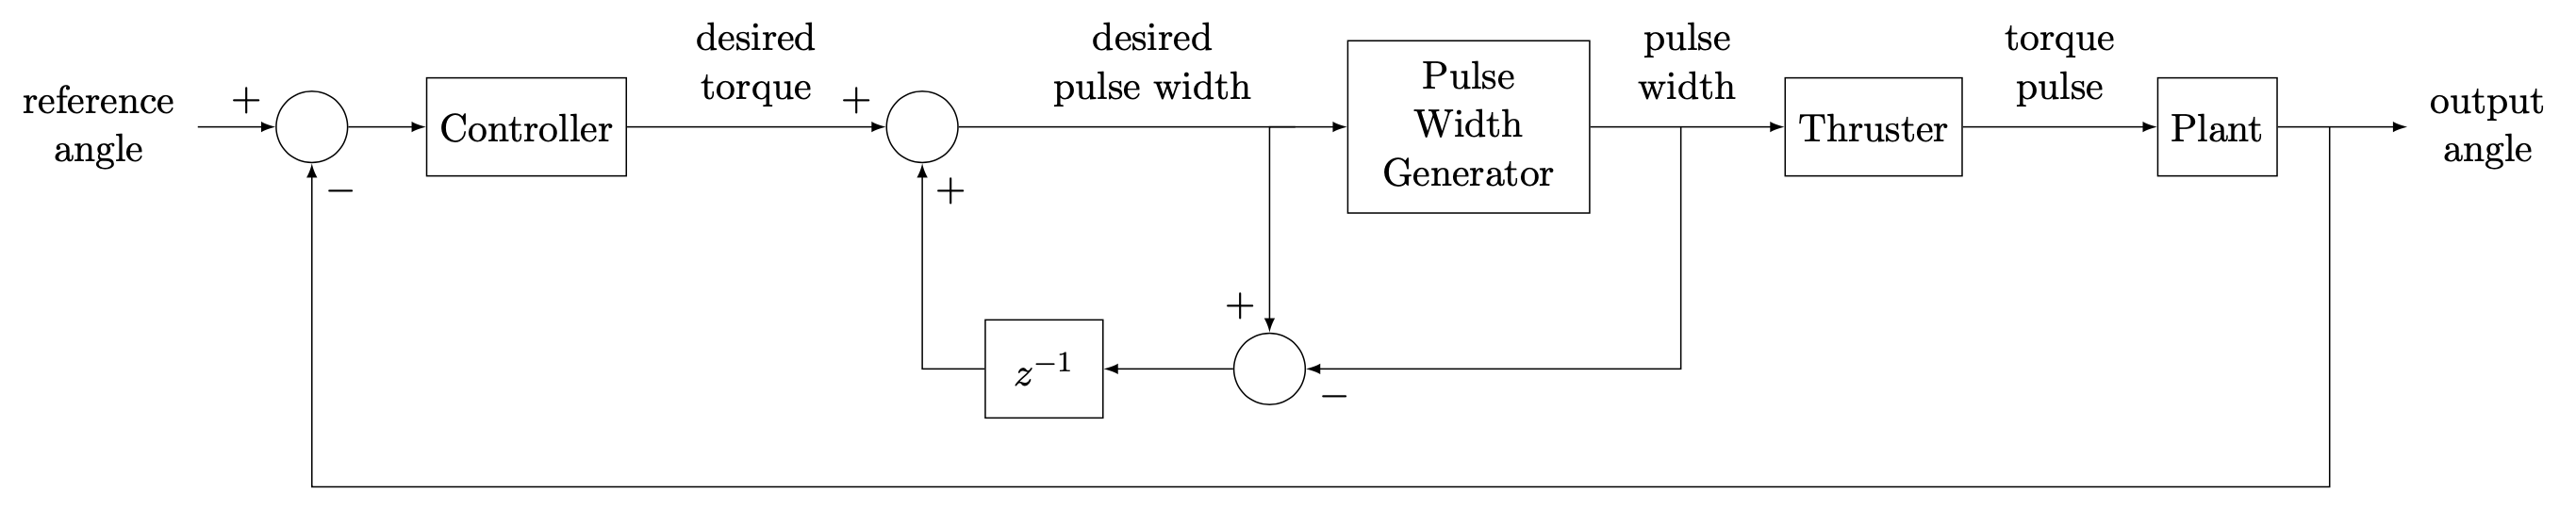 reference
angle
+
−
Controller
desired
torque
+
+
desired
pulse width
Pulse
Width
Generator
pulse
width
Thruster
torque
pulse
Plant
output
angle
+
−
z⁻¹